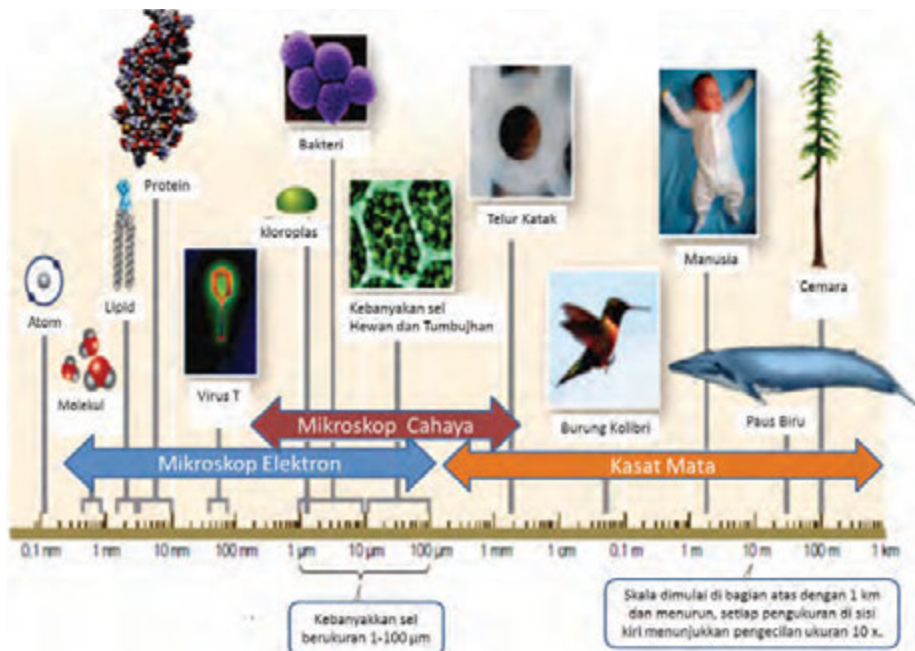 Protein
Bakteri
kloroplas
Telur Katak
Manusia
Cemara
Atom
Lipid
Molekul
Virus T
Kebanyakan sel
Hewan dan Tumbujhan
Burung Kolibri
Paus Biru
Mikroskop Cahaya
Mikroskop Elektron
Kasat Mata
0.1 nm 1 nm 10 nm 100 nm 1 μm 10 μm 100 μm 1 mm 1 cm 0.1 m 1 m 10 m 100 m 1 km
Kebanyakkan sel
berukuran 1-100 μm
Skala dimulai di bagian atas dengan 1 km
dan menurun, setiap pengukuran di sisi
kiri menunjukkan pengecilan ukuran 10 x.